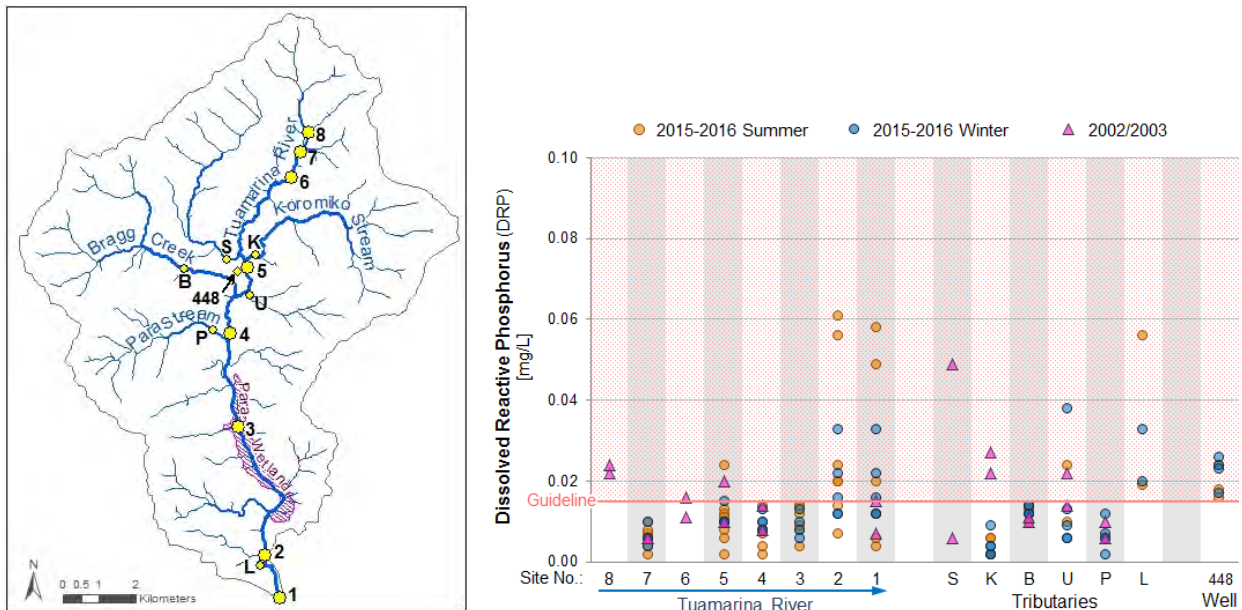 8
7
6
Tuamarina River
Koromiko Stream
K
S
5
Bragg Creek
B
448
U
Para Stream
P
4
Para Wetland
3
2
L
1
N
0 0.5 1 2
Kilometers
2015-2016 Summer
2015-2016 Winter
2002/2003
Dissolved Reactive Phosphorus (DRP)
[mg/L]
0.10
0.08
0.06
0.04
0.02
Guideline
0.00
Site No.: 8 7 6 5 4 3 2 1 S K B U P L 448
Tuamarina River
Tributaries
Well